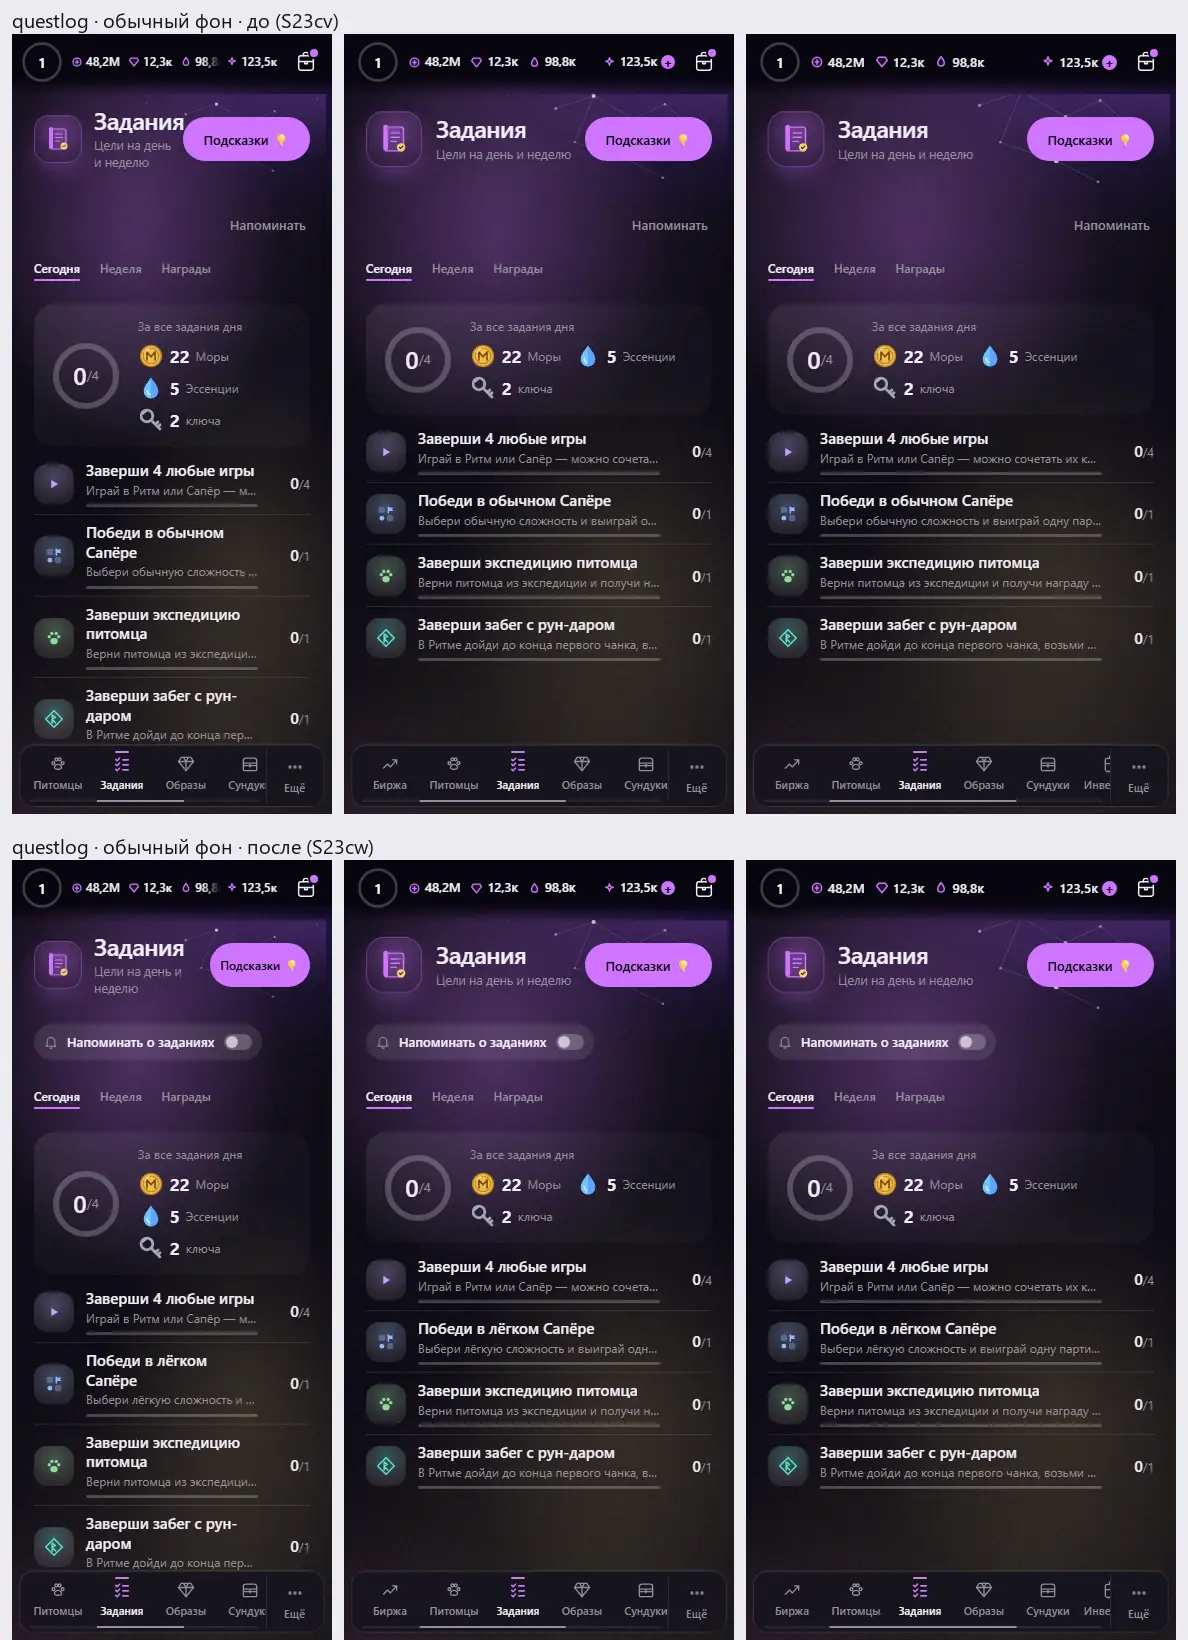 questlog · обычный фон · до (S23cv)
1 48,2М 12,3к 98,8 123,5к
Задания
Цели на день
и неделю
Подсказки
Напоминать
Сегодня Неделя Награды
За все задания дня
0/4
22 Моры
5 Эссенции
2 ключа
Заверши 4 любые игры
Играй в Ритм или Сапёр — м...
0/4
Победи в обычном
Сапёре
Выбери обычную сложность ...
0/1
Заверши экспедицию
питомца
Верни питомца из экспедици...
0/1
Заверши забег с рун-
даром
В Ритме дойди до конца пер...
0/1
Питомцы Задания Образы Сундук Ещё
1 48,2М 12,3к 98,8к 123,5к +
Задания
Цели на день и неделю
Подсказки
Напоминать
Сегодня Неделя Награды
За все задания дня
0/4
22 Моры 5 Эссенции
2 ключа
Заверши 4 любые игры
Играй в Ритм или Сапёр — можно сочета...
0/4
Победи в обычном Сапёре
Выбери обычную сложность и выиграй о...
0/1
Заверши экспедицию питомца
Верни питомца из экспедиции и получи н...
0/1
Заверши забег с рун-даром
В Ритме дойди до конца первого чанка, в...
0/1
Биржа Питомцы Задания Образы Сундуки Ещё
1 48,2М 12,3к 98,8к 123,5к +
Задания
Цели на день и неделю
Подсказки
Напоминать
Сегодня Неделя Награды
За все задания дня
0/4
22 Моры 5 Эссенции
2 ключа
Заверши 4 любые игры
Играй в Ритм или Сапёр — можно сочетать их к...
0/4
Победи в обычном Сапёре
Выбери обычную сложность и выиграй одну пар...
0/1
Заверши экспедицию питомца
Верни питомца из экспедиции и получи награду ...
0/1
Заверши забег с рун-даром
В Ритме дойди до конца первого чанка, возьми ...
0/1
Биржа Питомцы Задания Образы Сундуки Инве Ещё
questlog · обычный фон · после (S23cw)
1 48,2М 12,3к 98,8 123,5к
Задания
Цели на день и
неделю
Подсказки
Напоминать о заданиях
Сегодня Неделя Награды
За все задания дня
0/4
22 Моры
5 Эссенции
2 ключа
Заверши 4 любые игры
Играй в Ритм или Сапёр — м...
0/4
Победи в лёгком
Сапёре
Выбери лёгкую сложность и ...
0/1
Заверши экспедицию
питомца
Верни питомца из экспедици...
0/1
Заверши забег с рун-
даром
В Ритме дойди до конца пер...
0/1
Питомцы Задания Образы Сундук Ещё
1 48,2М 12,3к 98,8к 123,5к +
Задания
Цели на день и неделю
Подсказки
Напоминать о заданиях
Сегодня Неделя Награды
За все задания дня
0/4
22 Моры 5 Эссенции
2 ключа
Заверши 4 любые игры
Играй в Ритм или Сапёр — можно сочета...
0/4
Победи в лёгком Сапёре
Выбери лёгкую сложность и выиграй одн...
0/1
Заверши экспедицию питомца
Верни питомца из экспедиции и получи н...
0/1
Заверши забег с рун-даром
В Ритме дойди до конца первого чанка, в...
0/1
Биржа Питомцы Задания Образы Сундуки Ещё
1 48,2М 12,3к 98,8к 123,5к +
Задания
Цели на день и неделю
Подсказки
Напоминать о заданиях
Сегодня Неделя Награды
За все задания дня
0/4
22 Моры 5 Эссенции
2 ключа
Заверши 4 любые игры
Играй в Ритм или Сапёр — можно сочетать их к...
0/4
Победи в лёгком Сапёре
Выбери лёгкую сложность и выиграй одну парти...
0/1
Заверши экспедицию питомца
Верни питомца из экспедиции и получи награду ...
0/1
Заверши забег с рун-даром
В Ритме дойди до конца первого чанка, возьми ...
0/1
Биржа Питомцы Задания Образы Сундуки Инве Ещё